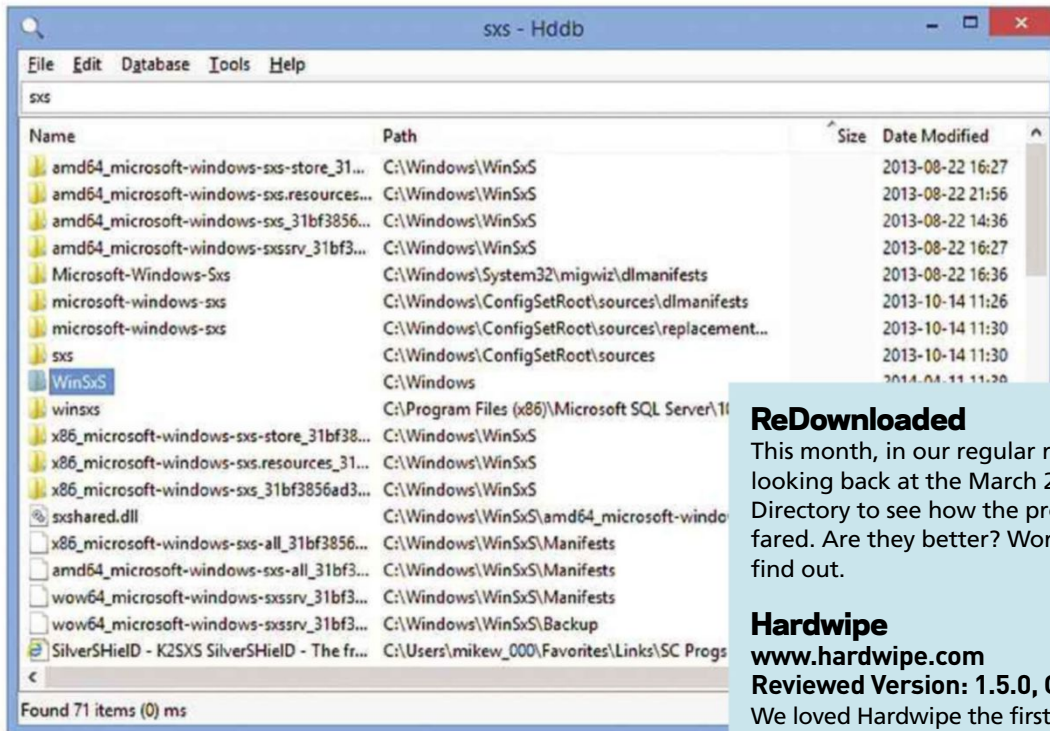 sxs - Hddb
File Edit Database Tools Help
sxs
Name Path Size Date Modified
amd64_microsoft-windows-sxs-store_31... C:\Windows\WinSxS 2013-08-22 16:27
amd64_microsoft-windows-sxs.resources... C:\Windows\WinSxS 2013-08-22 21:56
amd64_microsoft-windows-sxs_31bf3856... C:\Windows\WinSxS 2013-08-22 14:36
amd64_microsoft-windows-sxssrv_31bf3... C:\Windows\WinSxS 2013-08-22 16:27
Microsoft-Windows-Sxs C:\Windows\System32\migwiz\dlmanifests 2013-08-22 16:36
microsoft-windows-sxs C:\Windows\ConfigSetRoot\sources\dlmanifests 2013-10-14 11:26
microsoft-windows-sxs C:\Windows\ConfigSetRoot\sources\replacement... 2013-10-14 11:30
sxs C:\Windows\ConfigSetRoot\sources 2013-10-14 11:30
WinSxS C:\Windows 2014-04-11 11:39
winsxs C:\Program Files (x86)\Microsoft SQL Server\10
x86_microsoft-windows-sxs-store_31bf38... C:\Windows\WinSxS
x86_microsoft-windows-sxs.resources_31... C:\Windows\WinSxS
x86_microsoft-windows-sxs_31bf3856ad3... C:\Windows\WinSxS
sxshared.dll C:\Windows\WinSxS\amd64_microsoft-windo
x86_microsoft-windows-sxs-all_31bf3856... C:\Windows\WinSxS\Manifests
amd64_microsoft-windows-sxs-all_31bf3... C:\Windows\WinSxS\Manifests
wow64_microsoft-windows-sxssrv_31bf3... C:\Windows\WinSxS\Manifests
wow64_microsoft-windows-sxssrv_31bf3... C:\Windows\WinSxS\Backup
SilverSHielD - K2SXS SilverSHielD - The fr... C:\Users\mikew_000\Favorites\Links\SC Progs
Found 71 items (0) ms
ReDownloaded
This month, in our regular
looking back at the March
Directory to see how the
fared. Are they better?
find out.
Hardwipe
www.hardwipe.com
Reviewed Version: 1.5.0,
We loved Hardwipe the first